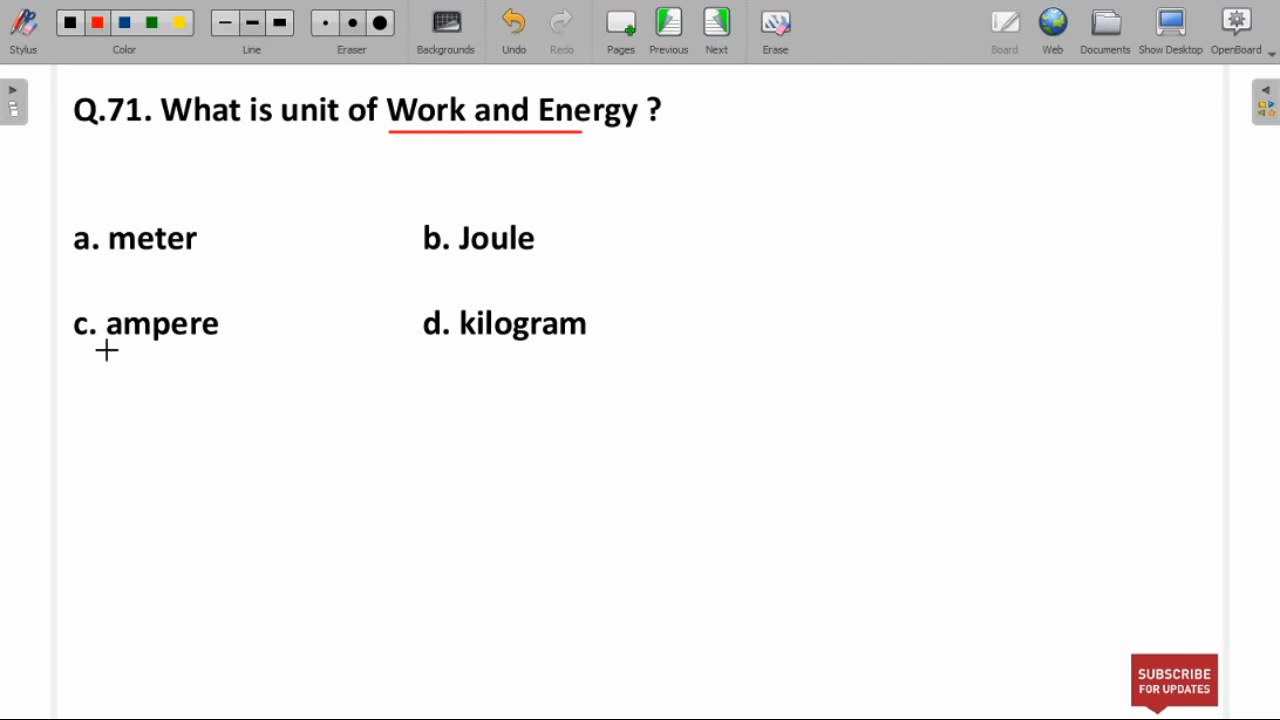 Stylus Color Line Eraser Backgrounds Undo Redo Pages Previous Next Erase Board Web Documents Show Desktop OpenBoard
Q.71. What is unit of Work and Energy ?
a. meter b. Joule
c. ampere d. kilogram
SUBSCRIBE
FOR UPDATES